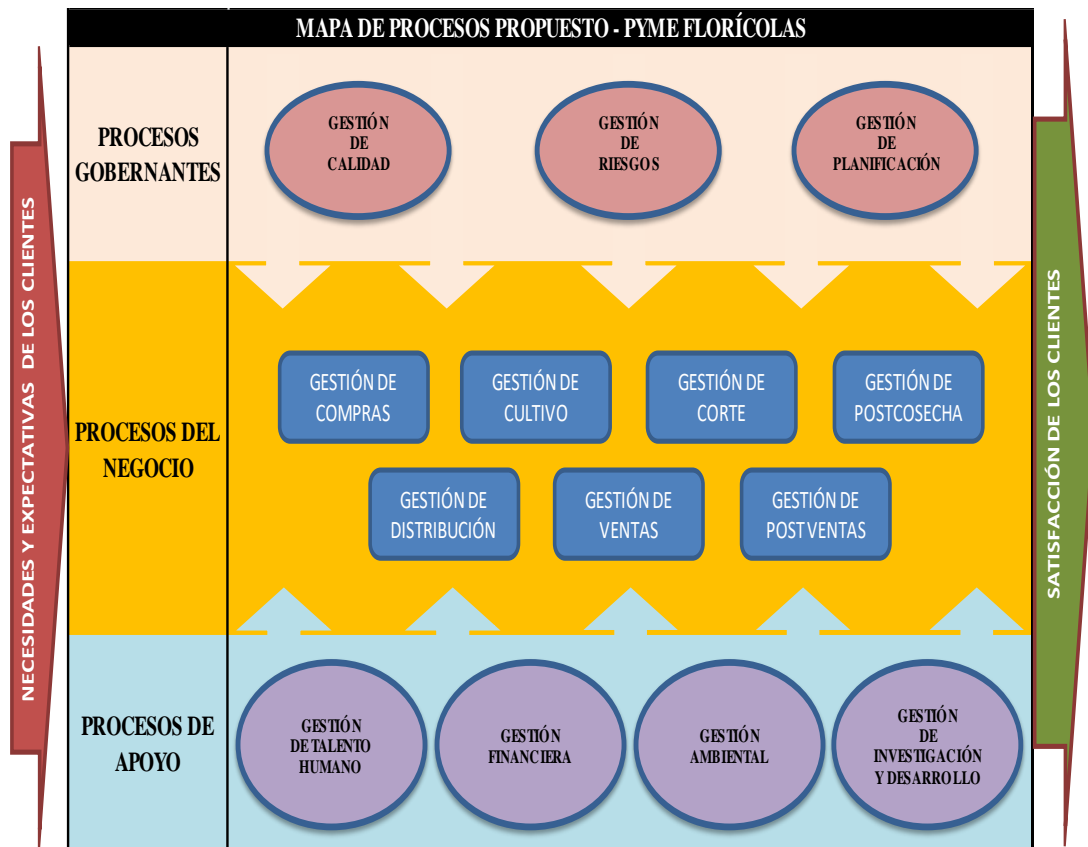 MAPA DE PROCESOS PROPUESTO - PYME FLORÍCOLAS
NECESIDADES Y EXPECTATIVAS DE LOS CLIENTES
PROCESOS
GOBERNANTES
GESTIÓN
DE
CALIDAD
GESTIÓN
DE
RIESGOS
GESTIÓN
DE
PLANIFICACIÓN
PROCESOS DEL
NEGOCIO
GESTIÓN DE
COMPRAS
GESTIÓN DE
CULTIVO
GESTIÓN DE
CORTE
GESTIÓN DE
POSTCOSECHA
GESTIÓN DE
DISTRIBUCIÓN
GESTIÓN DE
VENTAS
GESTIÓN DE
POST VENTAS
PROCESOS DE
APOYO
GESTIÓN
DE TALENTO
HUMANO
GESTIÓN
FINANCIERA
GESTIÓN
AMBIENTAL
GESTIÓN
DE
INVESTIGACIÓN
Y DESARROLLO
SATISFACCIÓN DE LOS CLIENTES